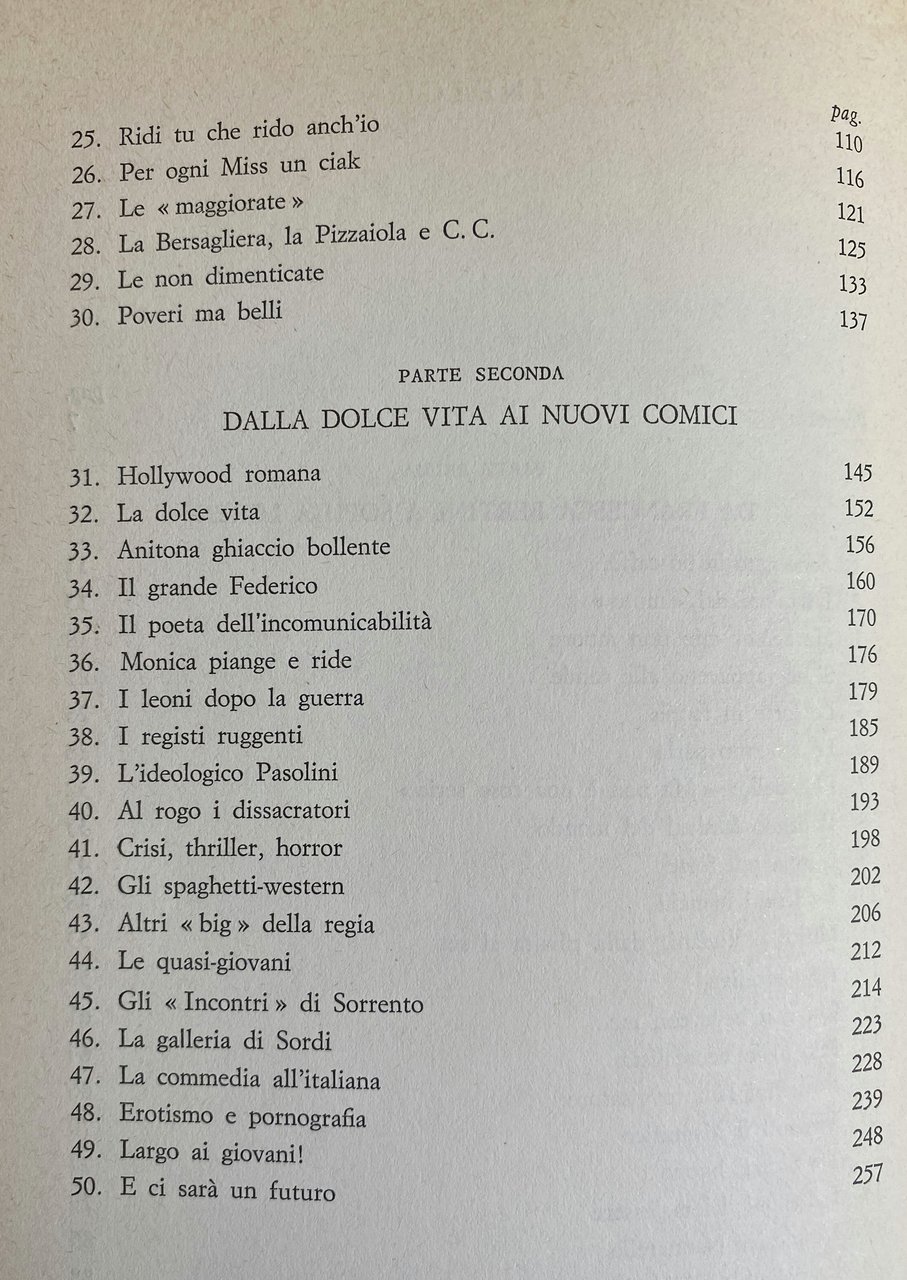 pag.
25. Ridi tu che rido anch'io 110
26. Per ogni Miss un ciak 116
27. Le « maggiorate » 121
28. La Bersagliera, la Pizzaiola e C. C. 125
29. Le non dimenticate 133
30. Poveri ma belli 137
PARTE SECONDA
DALLA DOLCE VITA AI NUOVI COMICI
31. Hollywood romana 145
32. La dolce vita 152
33. Anitona ghiaccio bollente 156
34. Il grande Federico 160
35. Il poeta dell'incomunicabilità 170
36. Monica piange e ride 176
37. I leoni dopo la guerra 179
38. I registi ruggenti 185
39. L'ideologico Pasolini 189
40. Al rogo i dissacratori 193
41. Crisi, thriller, horror 198
42. Gli spaghetti-western 202
43. Altri « big » della regia 206
44. Le quasi-giovani 212
45. Gli « Incontri » di Sorrento 214
46. La galleria di Sordi 223
47. La commedia all'italiana 228
48. Erotismo e pornografia 239
49. Largo ai giovani! 248
50. E ci sarà un futuro 257